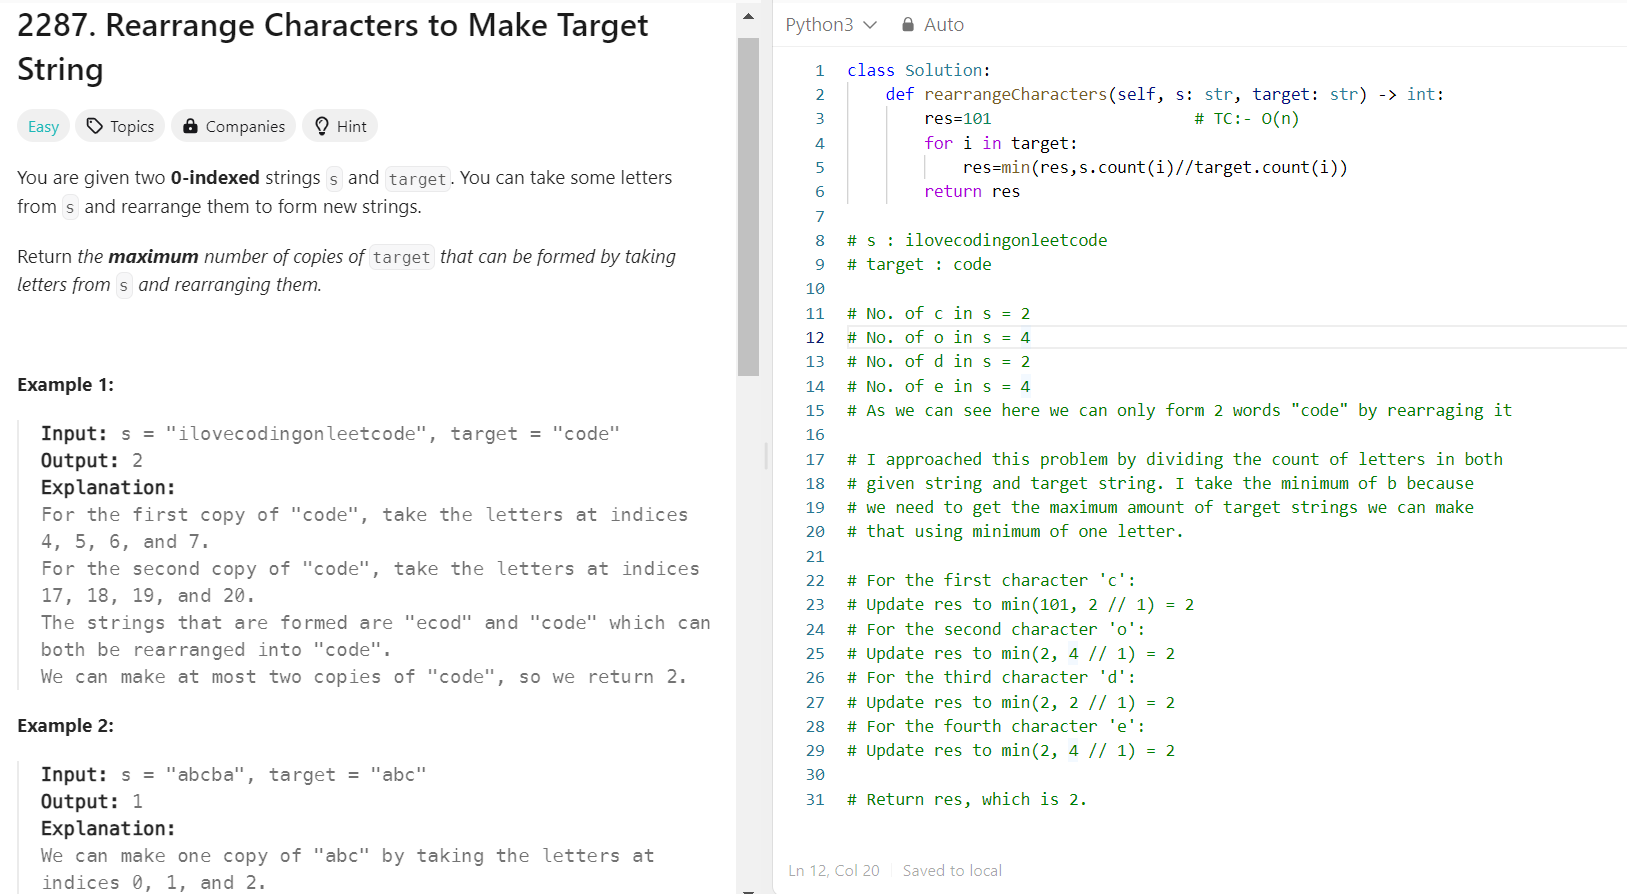 2287. Rearrange Characters to Make Target
String
Easy Topics Companies Hint
You are given two 0-indexed strings s and target. You can take some letters
from s and rearrange them to form new strings.
Return the maximum number of copies of target that can be formed by taking
letters from s and rearranging them.
Example 1:
Input: s = "ilovecodingonleetcode", target = "code"
Output: 2
Explanation:
For the first copy of "code", take the letters at indices
4, 5, 6, and 7.
For the second copy of "code", take the letters at indices
17, 18, 19, and 20.
The strings that are formed are "ecod" and "code" which can
both be rearranged into "code".
We can make at most two copies of "code", so we return 2.
Example 2:
Input: s = "abcba", target = "abc"
Output: 1
Explanation:
We can make one copy of "abc" by taking the letters at
indices 0, 1, and 2.
Python3 Auto
1 class Solution:
2 def rearrangeCharacters(self, s: str, target: str) -> int:
3 res=101 # TC:- O(n)
4 for i in target:
5 res=min(res,s.count(i)//target.count(i))
6 return res
7
8 # s : ilovecodingonleetcode
9 # target : code
10
11 # No. of c in s = 2
12 # No. of o in s = 4
13 # No. of d in s = 2
14 # No. of e in s = 4
15 # As we can see here we can only form 2 words "code" by rearraging it
16
17 # I approached this problem by dividing the count of letters in both
18 # given string and target string. I take the minimum of b because
19 # we need to get the maximum amount of target strings we can make
20 # that using minimum of one letter.
21
22 # For the first character 'c':
23 # Update res to min(101, 2 // 1) = 2
24 # For the second character 'o':
25 # Update res to min(2, 4 // 1) = 2
26 # For the third character 'd':
27 # Update res to min(2, 2 // 1) = 2
28 # For the fourth character 'e':
29 # Update res to min(2, 4 // 1) = 2
30
31 # Return res, which is 2.
Ln 12, Col 20 Saved to local